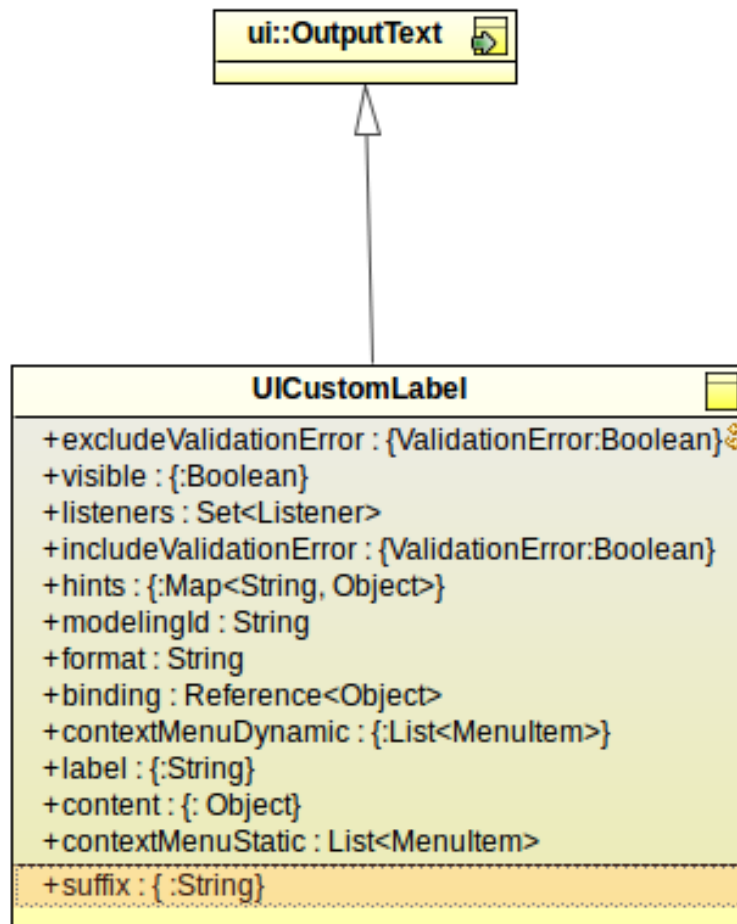 ui::OutputText
UICustomLabel
+excludeValidationError : {ValidationError:Boolean}
+visible : {:Boolean}
+listeners : Set<Listener>
+includeValidationError : {ValidationError:Boolean}
+hints : {:Map<String, Object>}
+modelingId : String
+format : String
+binding : Reference<Object>
+contextMenuDynamic : {:List<MenuItem>}
+label : {:String}
+content : {: Object}
+contextMenuStatic : List<MenuItem>
+suffix : { :String}